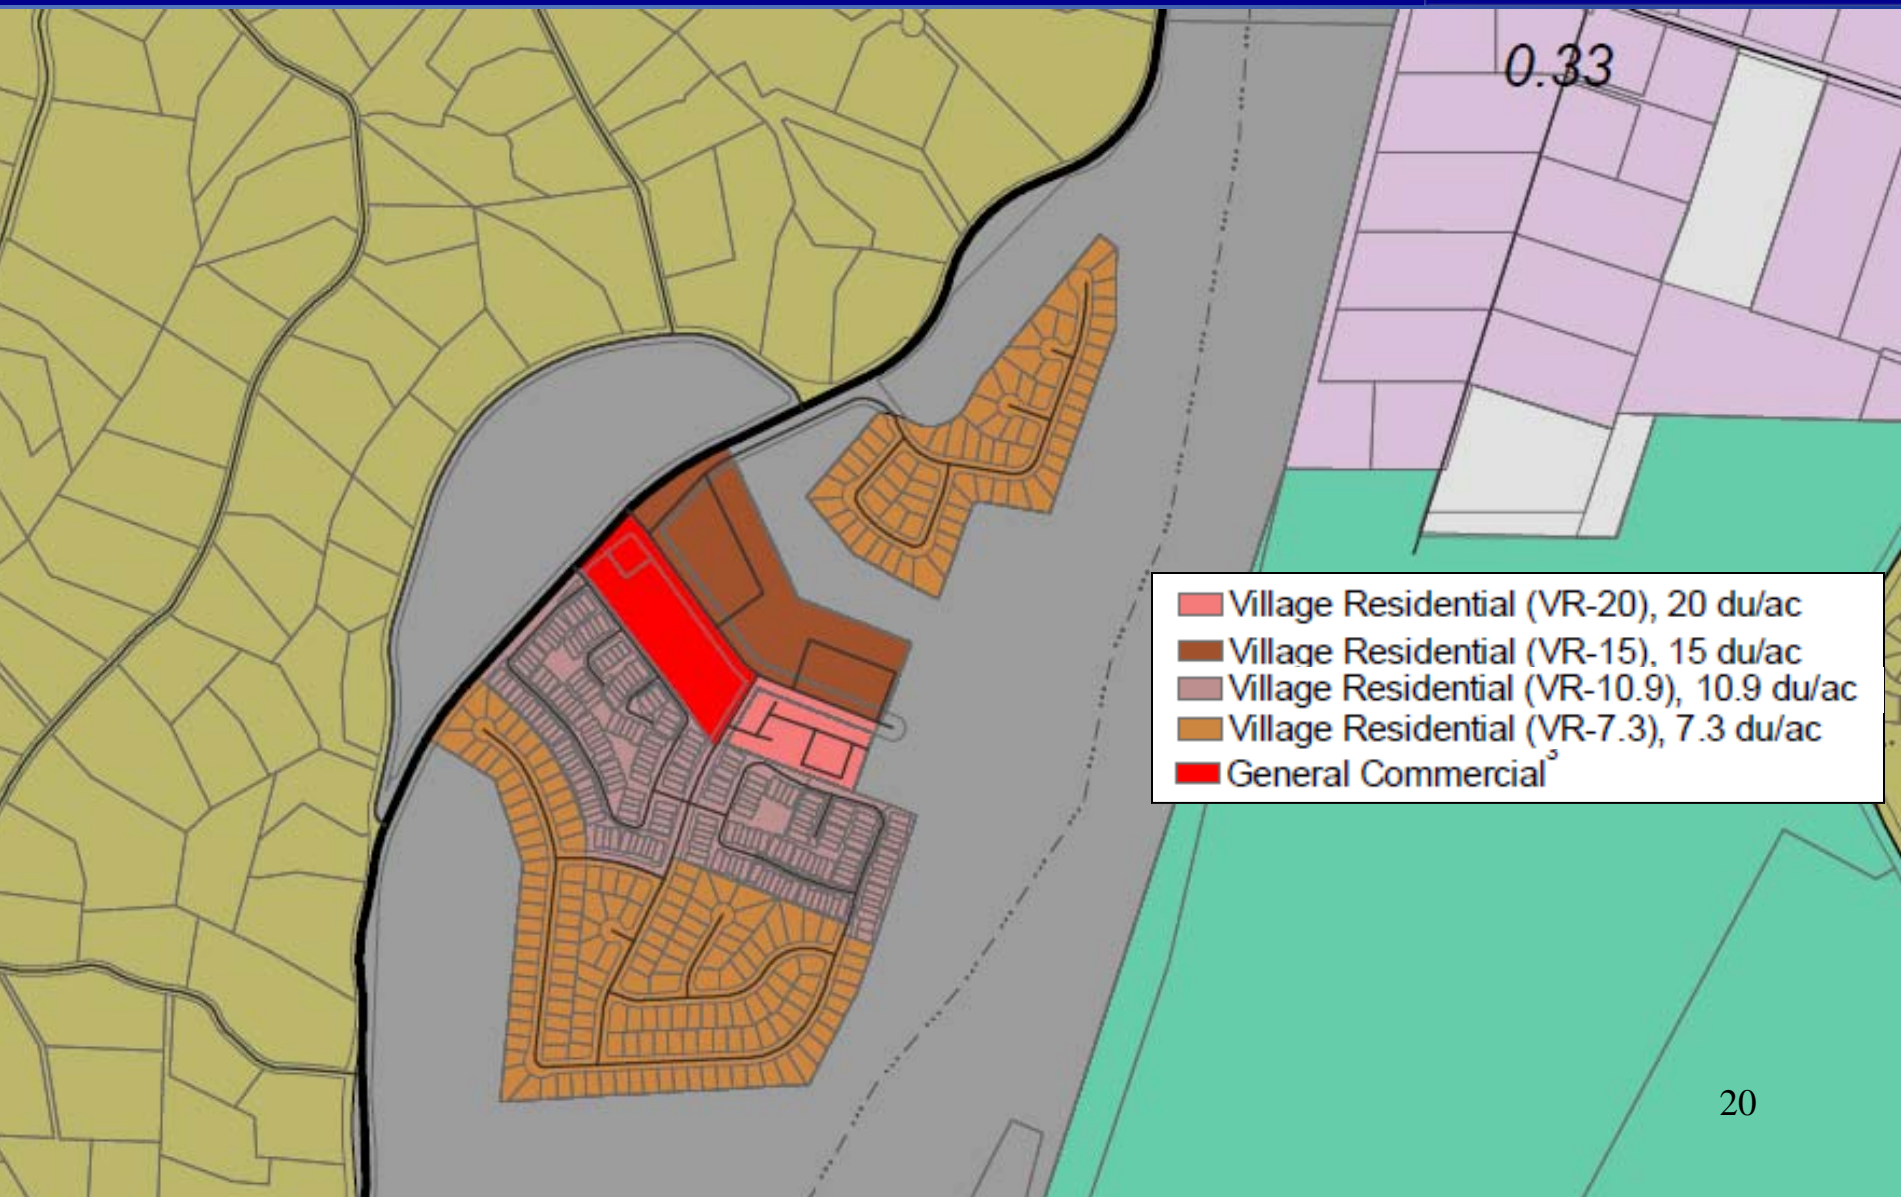 0.33
Village Residential (VR-20), 20 du/ac
Village Residential (VR-15), 15 du/ac
Village Residential (VR-10.9), 10.9 du/ac
Village Residential (VR-7.3), 7.3 du/ac
General Commercial³
20